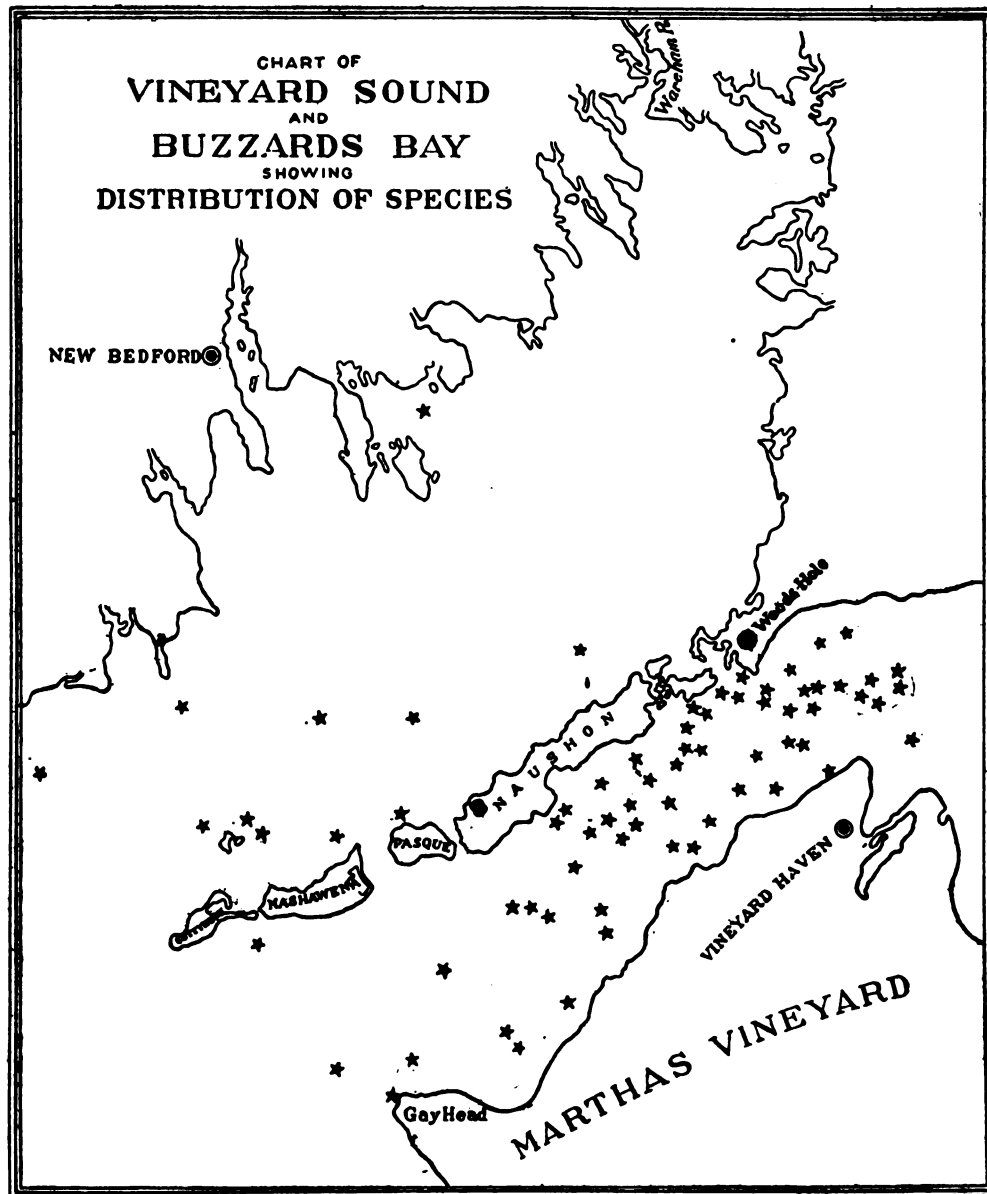 CHART OF
VINEYARD SOUND
AND
BUZZARDS BAY
SHOWING
DISTRIBUTION OF SPECIES
Wareham R.
NEW BEDFORD
Woods Hole
NAUSHON
PASQUE
NASHAWENA
VINEYARD HAVEN
MARTHAS VINEYARD
Gay Head